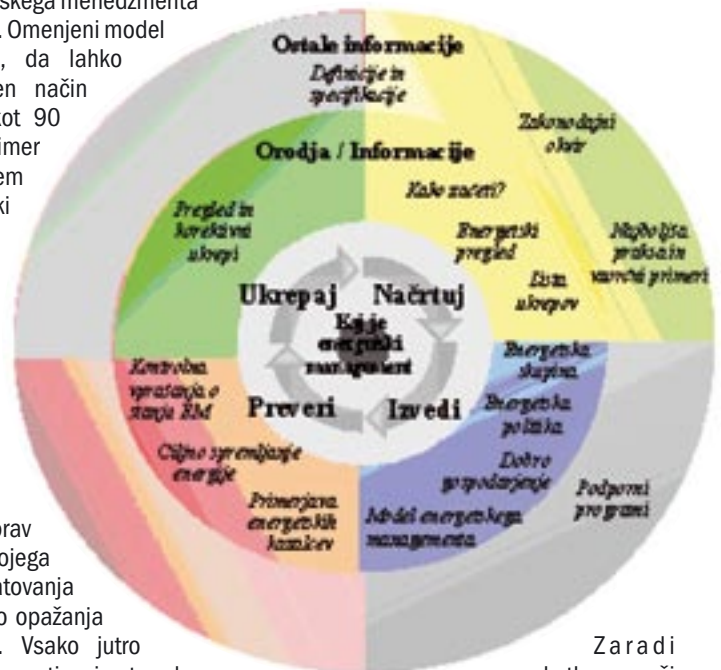 skega menedžmenta
. Omenjeni model
, da lahko
en način
kot 90
imer
em
ki
Ostale informacije
Definicije in
specifikacije
Zakonodajni
okvir
Orodja / Informacije
Kako začeti?
Pregled in
korektivni
ukrepi
Energetski
pregled
Najboljša
praksa in
vzorčni primeri
Lista
ukrepov
Ukrepaj Načrtuj
Kaj je
energetski
management
Preveri Izvedi
Energetska
skupina
Energetska
politika
Dobro
gospodarjenje
Model energetskega
managementa
Podporni
programi
Kontrolna
vprašanja o
stanju EM
Ciljno spremljanje
energije
Primerjava
energetskih
kazalcev
prav
ojega
tovanja
o opažanja
. Vsako jutro
Zaradi